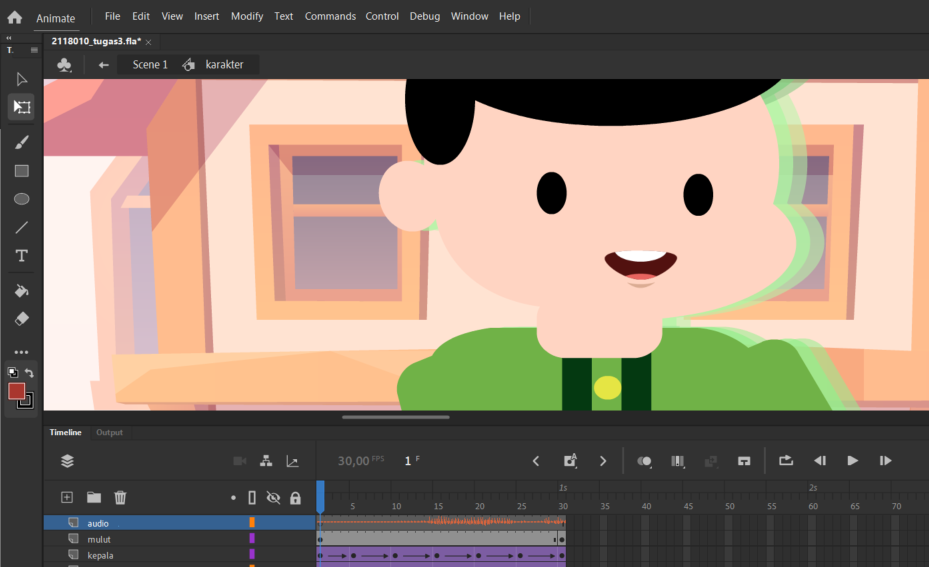 Animate File Edit View Insert Modify Text Commands Control Debug Window Help
2118010_tugas3.fla* ×
T.
Scene 1 karakter
T
Timeline Output
30,00 FPS 1 F
1s 2s
5 10 15 20 25 30 35 40 45 50 55 60 65 70
audio
mulut
kepala